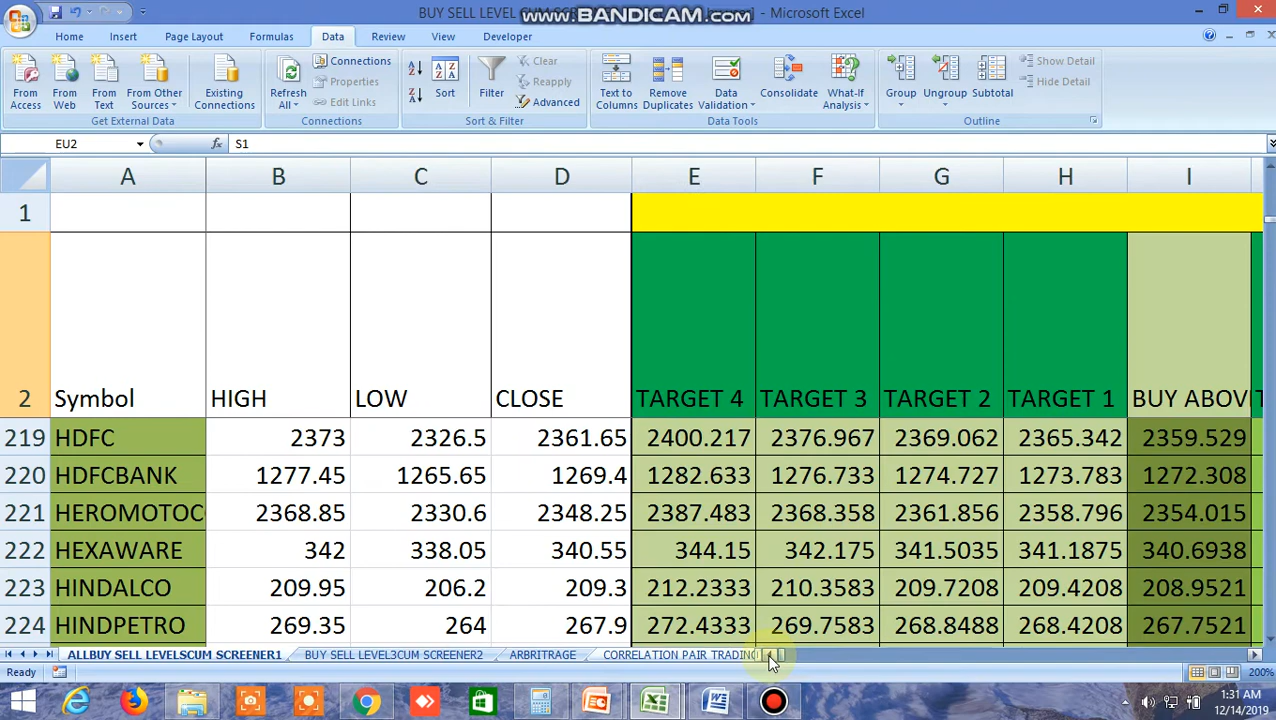 BUY SELL LEVEL CUM SCREEN
www.BANDICAM.com
- Microsoft Excel
Home Insert Page Layout Formulas Data Review View Developer
From Access From Web From Text From Other Sources Existing Connections Refresh All Connections Properties Edit Links Sort Filter Clear Reapply Advanced Text to Columns Remove Duplicates Data Validation Consolidate What-If Analysis Group Ungroup Subtotal Show Detail Hide Detail
Get External Data Connections Sort & Filter Data Tools Outline
EU2 fx S1
A B C D E F G H I
1
2 Symbol HIGH LOW CLOSE TARGET 4 TARGET 3 TARGET 2 TARGET 1 BUY ABOV
219 HDFC 2373 2326.5 2361.65 2400.217 2376.967 2369.062 2365.342 2359.529
220 HDFCBANK 1277.45 1265.65 1269.4 1282.633 1276.733 1274.727 1273.783 1272.308
221 HEROMOTOC 2368.85 2330.6 2348.25 2387.483 2368.358 2361.856 2358.796 2354.015
222 HEXAWARE 342 338.05 340.55 344.15 342.175 341.5035 341.1875 340.6938
223 HINDALCO 209.95 206.2 209.3 212.2333 210.3583 209.7208 209.4208 208.9521
224 HINDPETRO 269.35 264 267.9 272.4333 269.7583 268.8488 268.4208 267.7521
ALLBUY SELL LEVELSCUM SCREENER1 BUY SELL LEVEL3CUM SCREENER2 ARBRITRAGE CORRELATION PAIR TRADING
Ready 200%
1:31 AM
12/14/2019